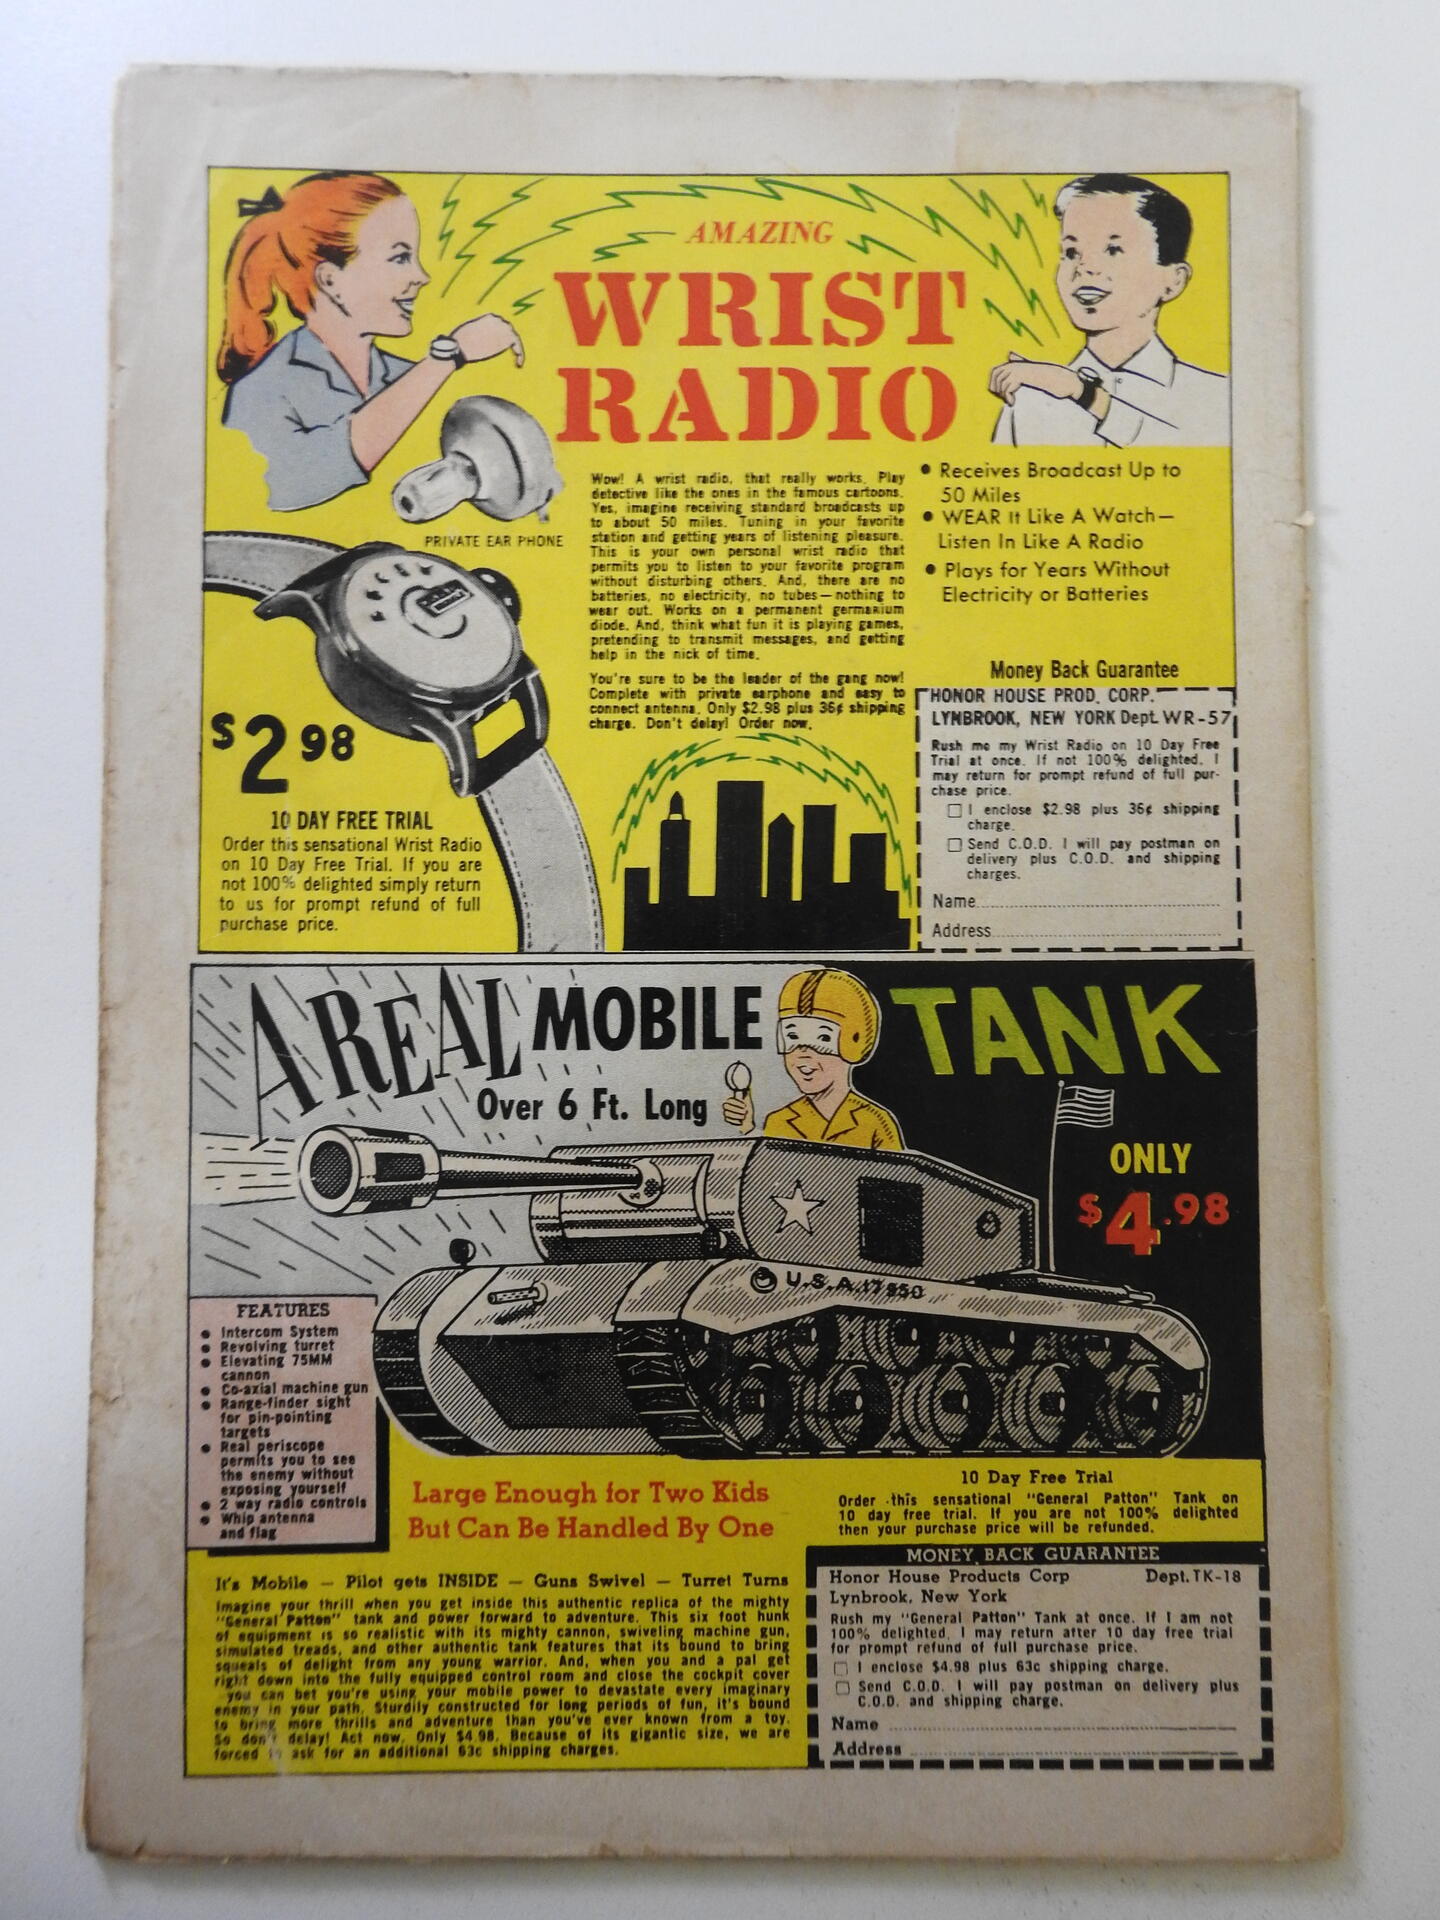 AMAZING
WRIST
RADIO
PRIVATE EAR PHONE
Wow! A wrist radio, that really works. Play
detective like the ones in the famous cartoons.
Yes, imagine receiving standard broadcasts up
to about 50 miles. Tuning in your favorite
station and getting years of listening pleasure.
This is your own personal wrist radio that
permits you to listen to your favorite program
without disturbing others. And, there are no
batteries, no electricity, no tubes—nothing to
wear out. Works on a permanent germanium
diode. And, think what fun it is playing games,
pretending to transmit messages, and getting
help in the nick of time.
You're sure to be the leader of the gang now!
Complete with private earphone and easy to
connect antenna. Only $2.98 plus 36¢ shipping
charge. Don't delay! Order now.
• Receives Broadcast Up to
50 Miles
• WEAR It Like A Watch—
Listen In Like A Radio
• Plays for Years Without
Electricity or Batteries
$2.98
10 DAY FREE TRIAL
Order this sensational Wrist Radio
on 10 Day Free Trial. If you are
not 100% delighted simply return
to us for prompt refund of full
purchase price.
Money Back Guarantee
HONOR HOUSE PROD. CORP.
LYNBROOK, NEW YORK Dept. WR-57
Rush me my Wrist Radio on 10 Day Free
Trial at once. If not 100% delighted, I
may return for prompt refund of full pur-
chase price.
☐ I enclose $2.98 plus 36¢ shipping
charge.
☐ Send C.O.D. I will pay postman on
delivery plus C.O.D. and shipping
charges.
Name
Address
A REAL MOBILE TANK
Over 6 Ft. Long
ONLY
$4.98
U.S.A. 17950
FEATURES
• Intercom System
• Revolving turret
• Elevating 75MM
cannon
• Co-axial machine gun
• Range-finder sight
for pin-pointing
targets
• Real periscope
permits you to see
the enemy without
exposing yourself
• 2 way radio controls
• Whip antenna
and flag
Large Enough for Two Kids
But Can Be Handled By One
10 Day Free Trial
Order this sensational "General Patton" Tank on
10 day free trial. If you are not 100% delighted
then your purchase price will be refunded.
It's Mobile — Pilot gets INSIDE — Guns Swivel — Turret Turns
Imagine your thrill when you get inside this authentic replica of the mighty
"General Patton" tank and power forward to adventure. This six foot hunk
of equipment is so realistic with its mighty cannon, swiveling machine gun,
simulated treads, and other authentic tank features that its bound to bring
squeals of delight from any young warrior. And, when you and a pal get
right down into the fully equipped control room and close the cockpit cover
you can bet you're using your mobile power to devastate every imaginary
enemy in your path. Sturdily constructed for long periods of fun, it's bound
to bring more thrills and adventure than you've ever known from a toy.
So don't delay! Act now. Only $4.98. Because of its gigantic size, we are
forced to ask for an additional 63c shipping charges.
MONEY BACK GUARANTEE
Honor House Products Corp Dept. TK-18
Lynbrook, New York
Rush my "General Patton" Tank at once. If I am not
100% delighted, I may return after 10 day free trial
for prompt refund of full purchase price.
☐ I enclose $4.98 plus 63c shipping charge.
☐ Send C.O.D. I will pay postman on delivery plus
C.O.D. and shipping charge.
Name
Address